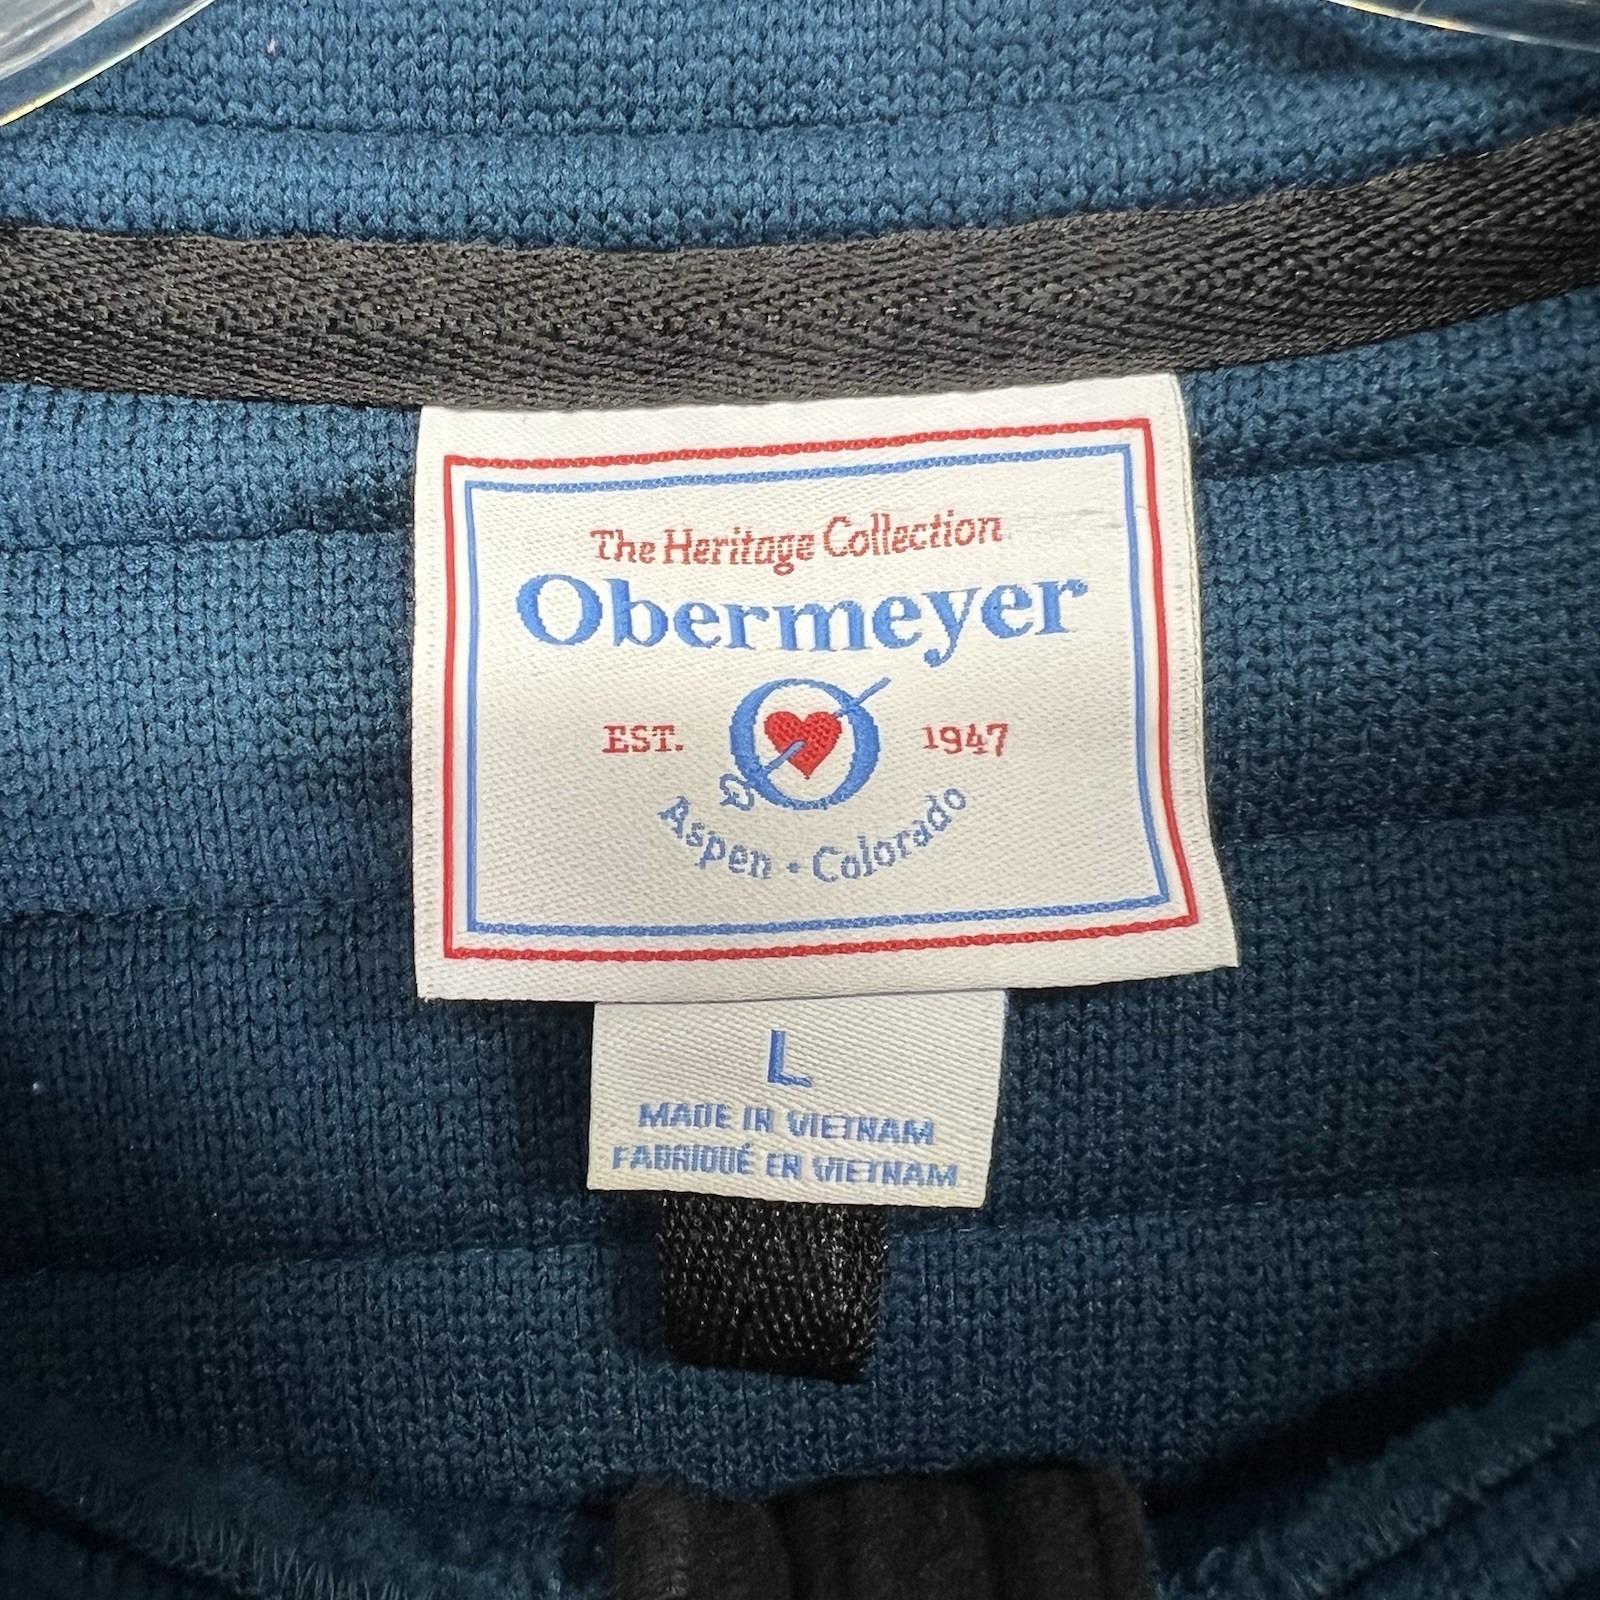 The Heritage Collection
Obermeyer
EST. 1947
Aspen · Colorado
L
MADE IN VIETNAM
FABRIQUÉ EN VIETNAM